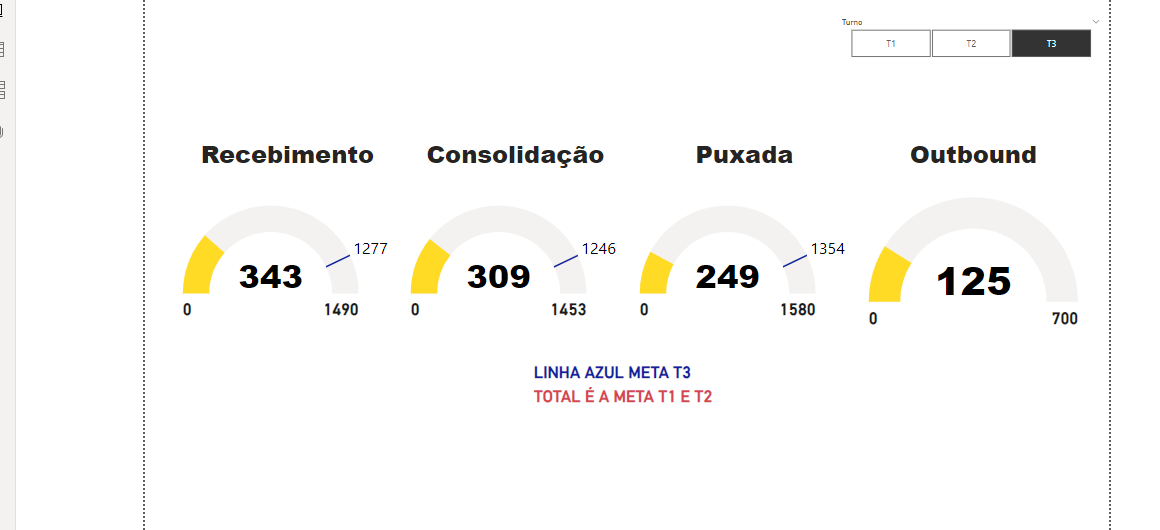 Turno
T1 T2 T3
Recebimento Consolidação Puxada Outbound
1277 1246 1354
343 309 249 125
0 1490 0 1453 0 1580 0 700
LINHA AZUL META T3
TOTAL É A META T1 E T2